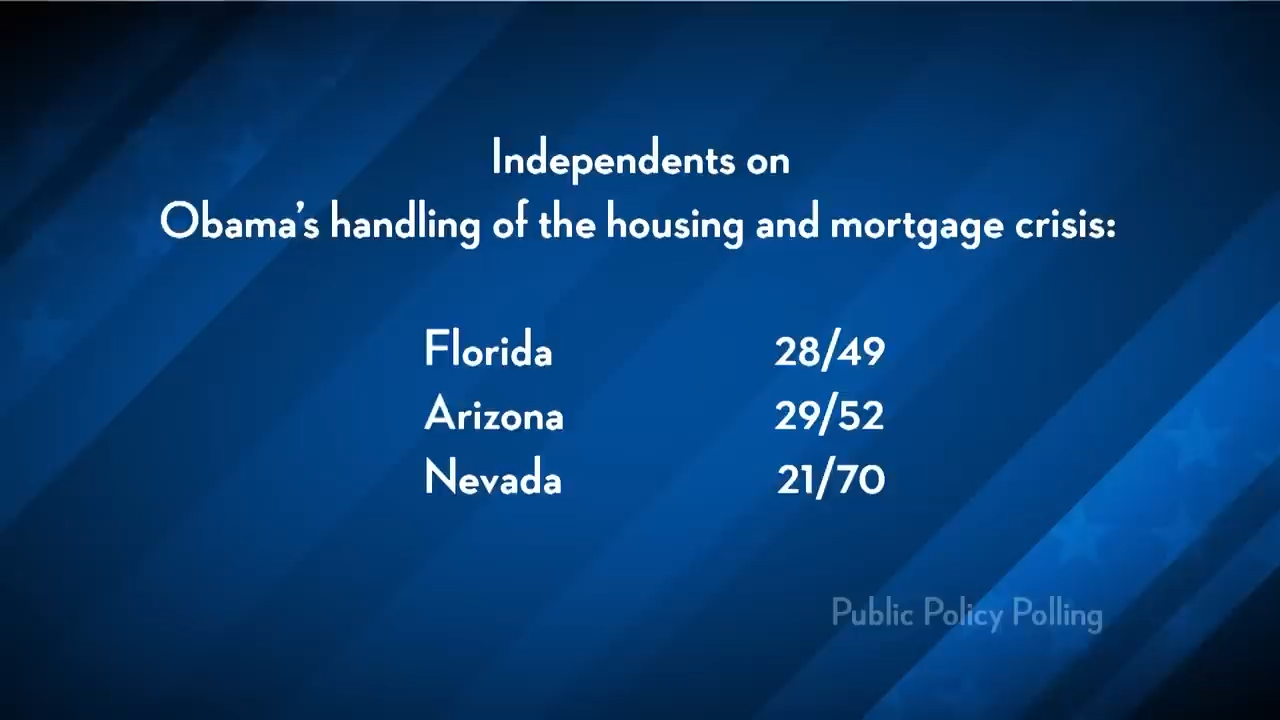 Independents on
Obama's handling of the housing and mortgage crisis:
Florida 28/49
Arizona 29/52
Nevada 21/70
Public Policy Polling